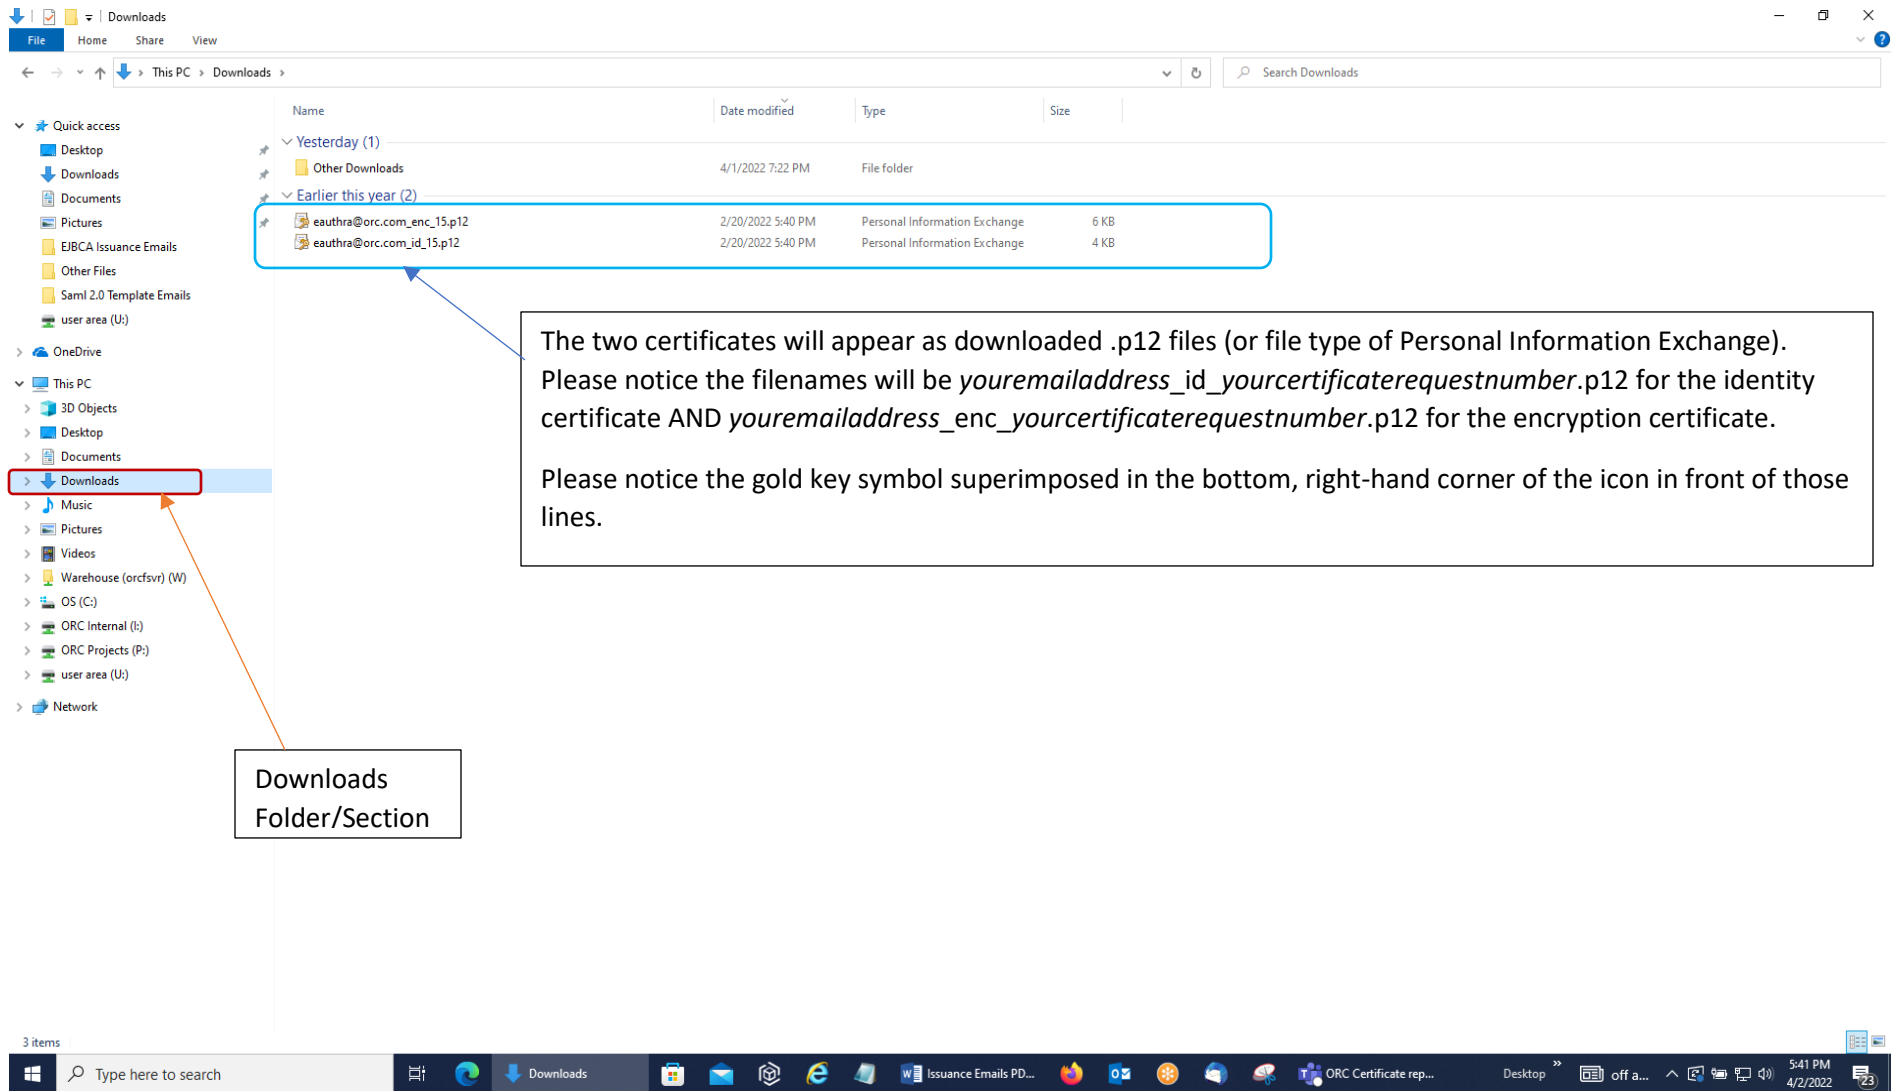 Downloads
File Home Share View
This PC > Downloads >
Search Downloads
Name Date modified Type Size
Quick access
Desktop
Downloads
Documents
Pictures
EJBCA Issuance Emails
Other Files
Saml 2.0 Template Emails
user area (U:)
OneDrive
This PC
3D Objects
Desktop
Documents
Downloads
Music
Pictures
Videos
Warehouse (orcfsvr) (W)
OS (C:)
ORC Internal (I:)
ORC Projects (P:)
user area (U:)
Network
Yesterday (1)
Other Downloads 4/1/2022 7:22 PM File folder
Earlier this year (2)
eauthra@orc.com_enc_15.p12 2/20/2022 5:40 PM Personal Information Exchange 6 KB
eauthra@orc.com_id_15.p12 2/20/2022 5:40 PM Personal Information Exchange 4 KB
The two certificates will appear as downloaded .p12 files (or file type of Personal Information Exchange).
Please notice the filenames will be youremailaddress_id_yourcertificaterequestnumber.p12 for the identity
certificate AND youremailaddress_enc_yourcertificaterequestnumber.p12 for the encryption certificate.
Please notice the gold key symbol superimposed in the bottom, right-hand corner of the icon in front of those
lines.
Downloads
Folder/Section
3 items
Type here to search
Downloads
Issuance Emails PD...
ORC Certificate rep...
Desktop
off a...
5:41 PM
4/2/2022
23